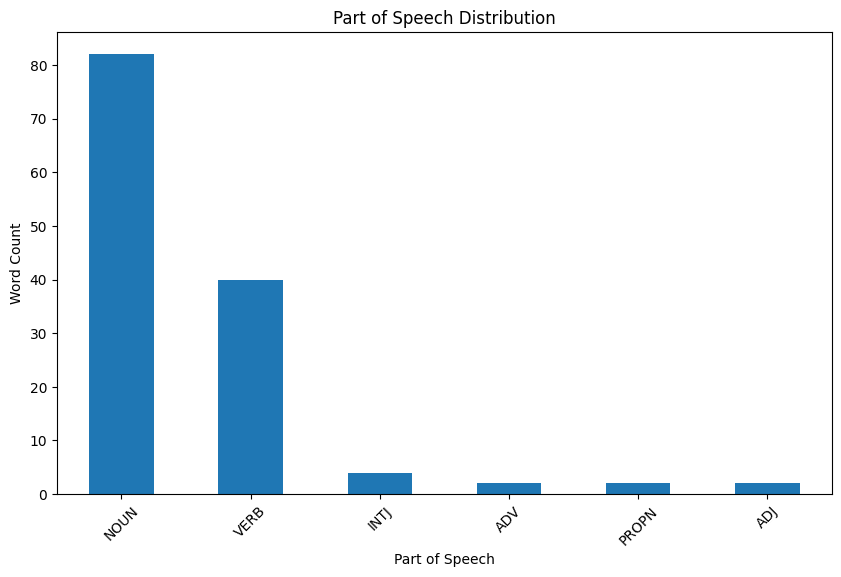 Part of Speech Distribution
Word Count
80
70
60
50
40
30
20
10
0
NOUN
VERB
INTJ
ADV
PROPN
ADJ
Part of Speech